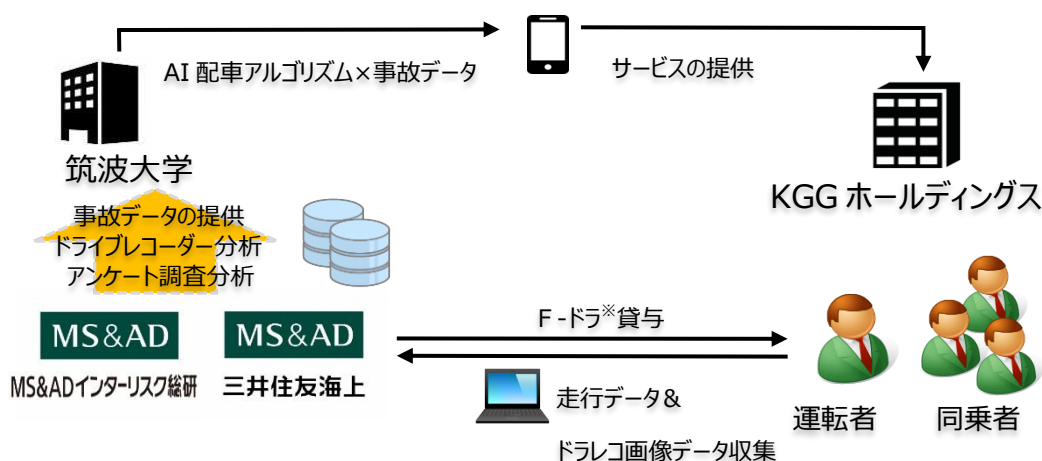 AI 配車アルゴリズム×事故データ
サービスの提供
筑波大学
KGG ホールディングス
事故データの提供
ドライブレコーダー分析
アンケート調査分析
MS&AD
MS&ADインターリスク総研
MS&AD
三井住友海上
F-ドラ※貸与
走行データ&
ドラレコ画像データ収集
運転者
同乗者